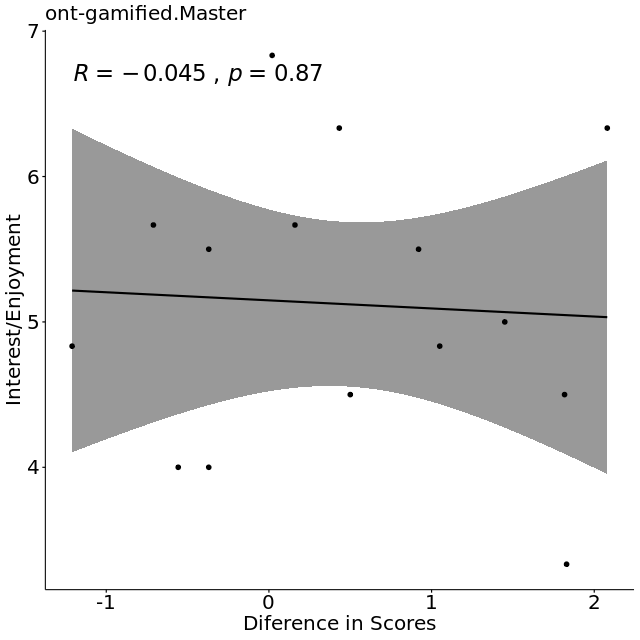 ont-gamified.Master
7
R = −0.045 , p = 0.87
6
5
4
Interest/Enjoyment
-1 0 1 2
Diference in Scores